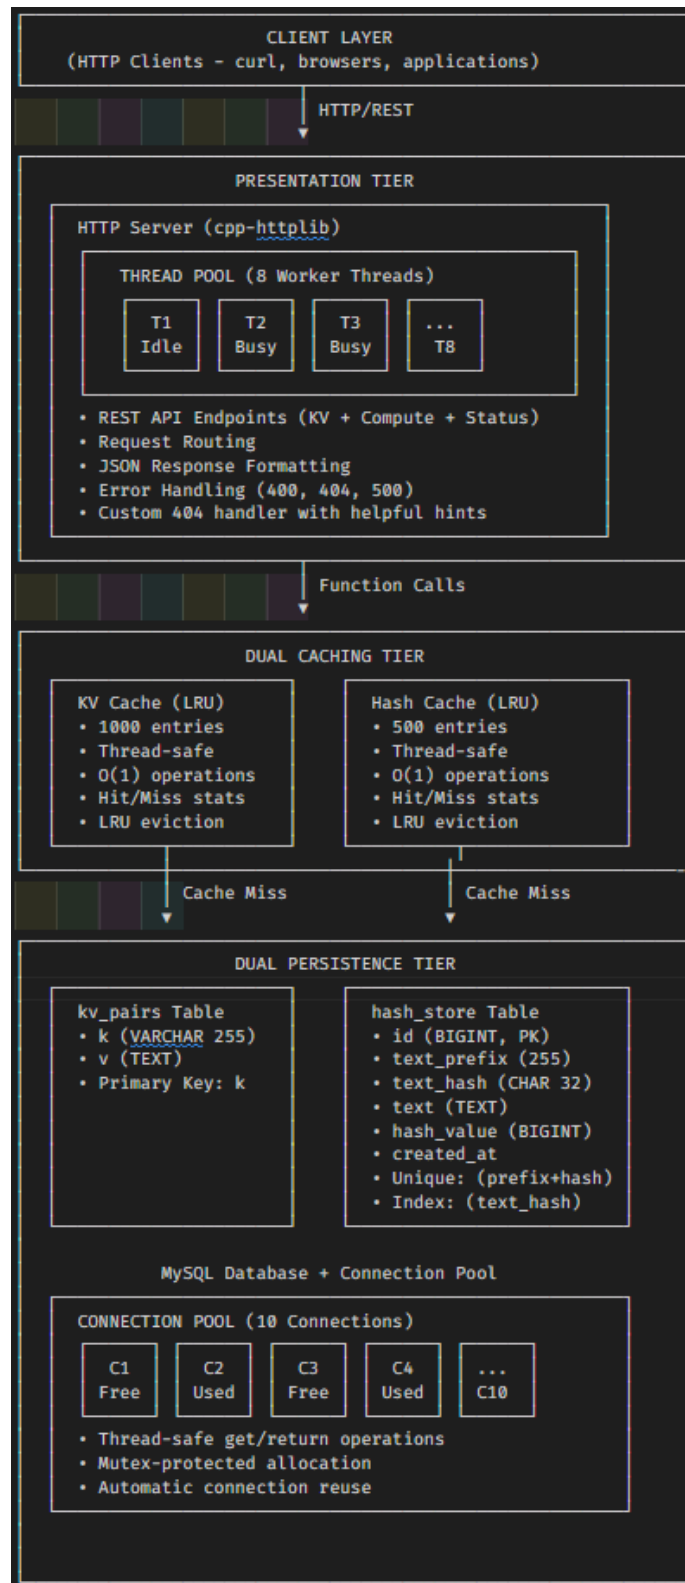 CLIENT LAYER
(HTTP Clients - curl, browsers, applications)
HTTP/REST
PRESENTATION TIER
HTTP Server (cpp-httplib)
THREAD POOL (8 Worker Threads)
T1 T2 T3 ...
Idle Busy Busy T8
• REST API Endpoints (KV + Compute + Status)
• Request Routing
• JSON Response Formatting
• Error Handling (400, 404, 500)
• Custom 404 handler with helpful hints
Function Calls
DUAL CACHING TIER
KV Cache (LRU)
• 1000 entries
• Thread-safe
• O(1) operations
• Hit/Miss stats
• LRU eviction
Hash Cache (LRU)
• 500 entries
• Thread-safe
• O(1) operations
• Hit/Miss stats
• LRU eviction
Cache Miss
Cache Miss
DUAL PERSISTENCE TIER
kv_pairs Table
• k (VARCHAR 255)
• v (TEXT)
• Primary Key: k
hash_store Table
• id (BIGINT, PK)
• text_prefix (255)
• text_hash (CHAR 32)
• text (TEXT)
• hash_value (BIGINT)
• created_at
• Unique: (prefix+hash)
• Index: (text_hash)
MySQL Database + Connection Pool
CONNECTION POOL (10 Connections)
C1 C2 C3 C4 ...
Free Used Free Used C10
• Thread-safe get/return operations
• Mutex-protected allocation
• Automatic connection reuse